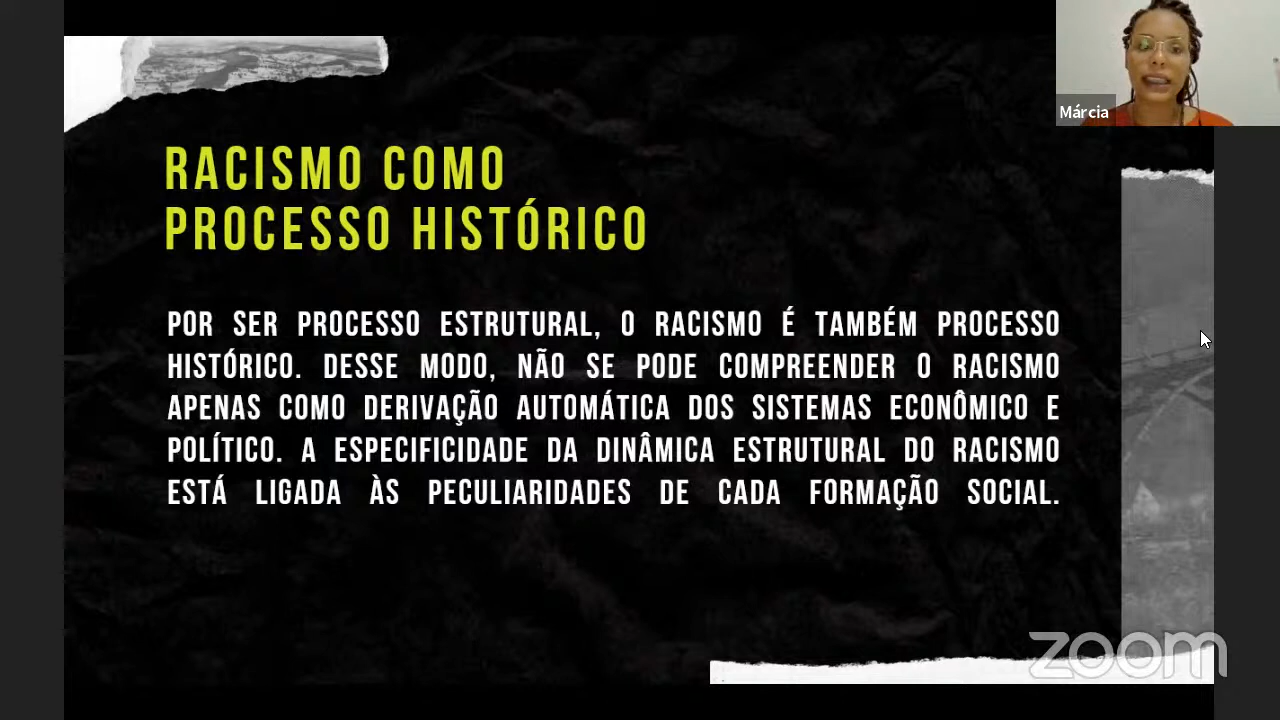 Márcia
RACISMO COMO
PROCESSO HISTÓRICO
POR SER PROCESSO ESTRUTURAL, O RACISMO É TAMBÉM PROCESSO
HISTÓRICO. DESSE MODO, NÃO SE PODE COMPREENDER O RACISMO
APENAS COMO DERIVAÇÃO AUTOMÁTICA DOS SISTEMAS ECONÔMICO E
POLÍTICO. A ESPECIFICIDADE DA DINÂMICA ESTRUTURAL DO RACISMO
ESTÁ LIGADA ÀS PECULIARIDADES DE CADA FORMAÇÃO SOCIAL.
zoom